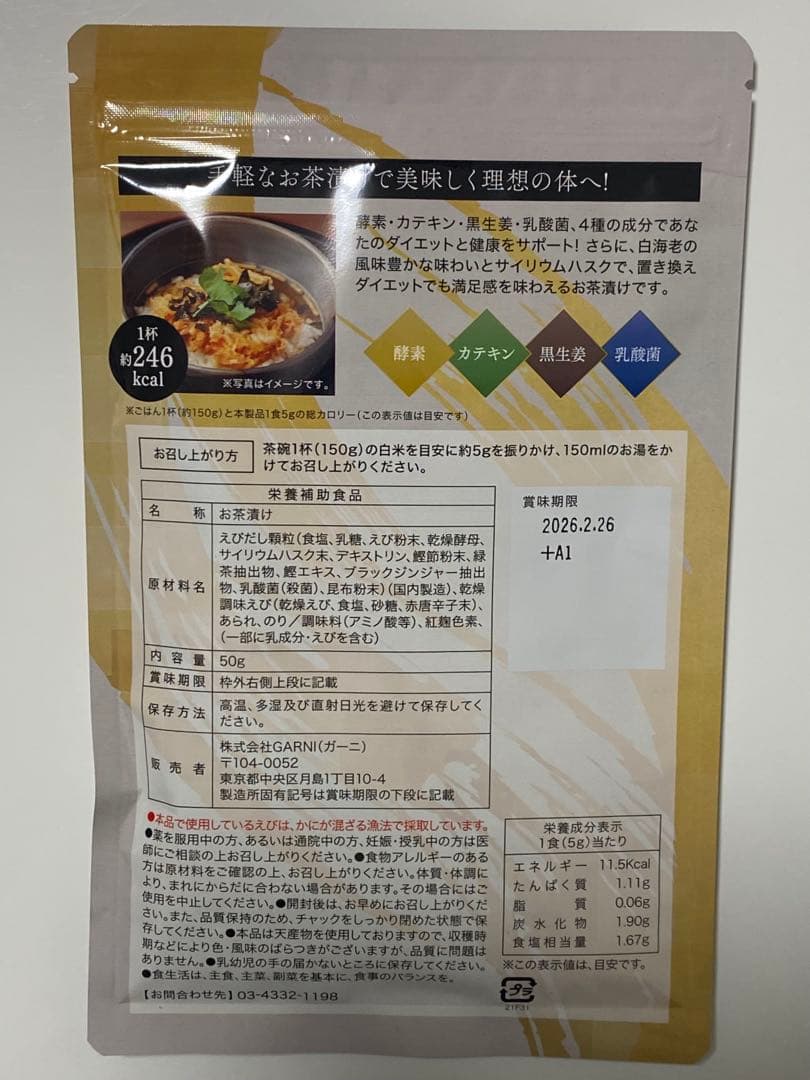 手軽なお茶漬けで美味しく理想の体へ!
酵素・カテキン・黒生姜・乳酸菌、4種の成分であな
たのダイエットと健康をサポート! さらに、白海老の
風味豊かな味わいとサイリウムハスクで、置き換え
ダイエットでも満足感を味わえるお茶漬けです。
1杯
約246
kcal
※写真はイメージです。
酵素
カテキン
黒生姜
乳酸菌
※ごはん1杯(約150g)と本製品1食5gの総カロリー(この表示値は目安です)
お召し上がり方
茶碗1杯(150g)の白米を目安に約5gを振りかけ、150mlのお湯をか
けてお召し上がりください。
栄養補助食品
名称 お茶漬け
原材料名
えびだし顆粒(食塩、乳糖、えび粉末、乾燥酵母、
サイリウムハスク末、デキストリン、鰹節粉末、緑
茶抽出物、鰹エキス、ブラックジンジャー抽出
物、乳酸菌(殺菌)、昆布粉末)(国内製造)、乾燥
調味えび(乾燥えび、食塩、砂糖、赤唐辛子末)、
あられ、のり/調味料(アミノ酸等)、紅麹色素、
(一部に乳成分・えびを含む)
内容量 50g
賞味期限 枠外右側上段に記載
保存方法
高温、多湿及び直射日光を避けて保存してく
ださい。
販売者
株式会社GARNI(ガーニ)
〒104-0052
東京都中央区月島1丁目10-4
製造所固有記号は賞味期限の下段に記載
賞味期限
2026.2.26
+A1
●本品で使用しているえびは、かにが混ざる漁法で採取しています。
●薬を服用中の方、あるいは通院中の方、妊娠・授乳中の方は医
師にご相談の上お召し上がりください。●食物アレルギーのある
方は原材料をご確認の上、お召し上がりください。体質・体調に
より、まれにからだに合わない場合があります。その場合にはご
使用を中止してください。●開封後は、お早めにお召し上がりくだ
さい。また、品質保持のため、チャックをしっかり閉めた状態で保
存してください。●本品は天産物を使用しておりますので、収穫時
期などにより色・風味のばらつきがございますが、品質に問題は
ありません。●乳幼児の手の届かないところに保存してください。
●食生活は、主食、主菜、副菜を基本に、食事のバランスを。
【お問合わせ先】03-4332-1198
栄養成分表示
1食(5g)当たり
エネルギー 11.5Kcal
たんぱく質 1.11g
脂質 0.06g
炭水化物 1.90g
食塩相当量 1.67g
※この表示値は、目安です。
プラ
21F31